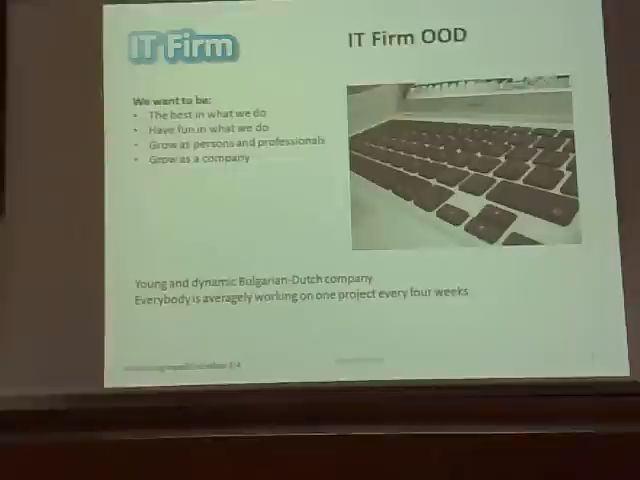 IT Firm
IT Firm OOD
We want to be:
• The best in what we do
• Have fun in what we do
• Grow as persons and professionals
• Grow as a company
Young and dynamic Bulgarian-Dutch company
Everybody is averagely working on one project every four weeks